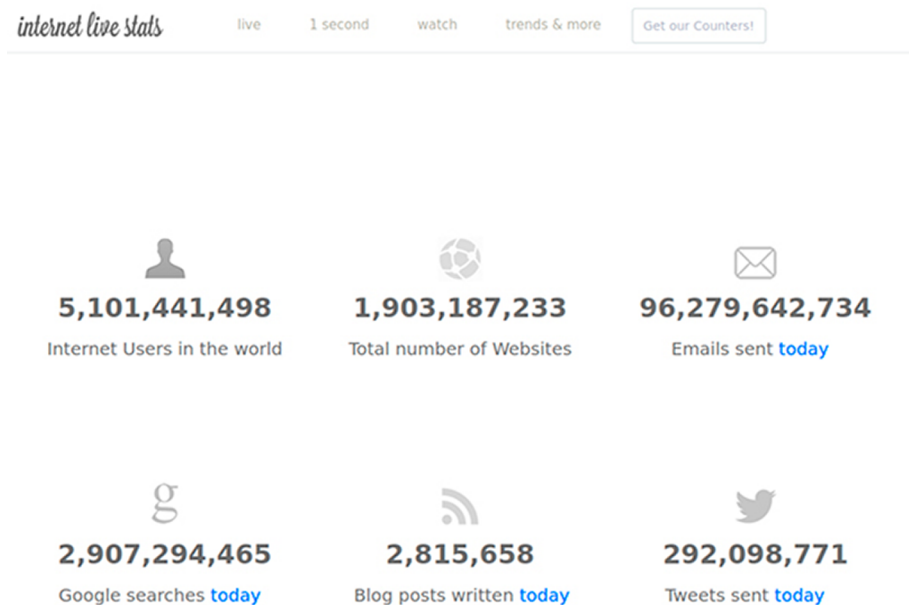 internet live stats live 1 second watch trends & more Get our Counters!
5,101,441,498 1,903,187,233 96,279,642,734
Internet Users in the world Total number of Websites Emails sent today
2,907,294,465 2,815,658 292,098,771
Google searches today Blog posts written today Tweets sent today